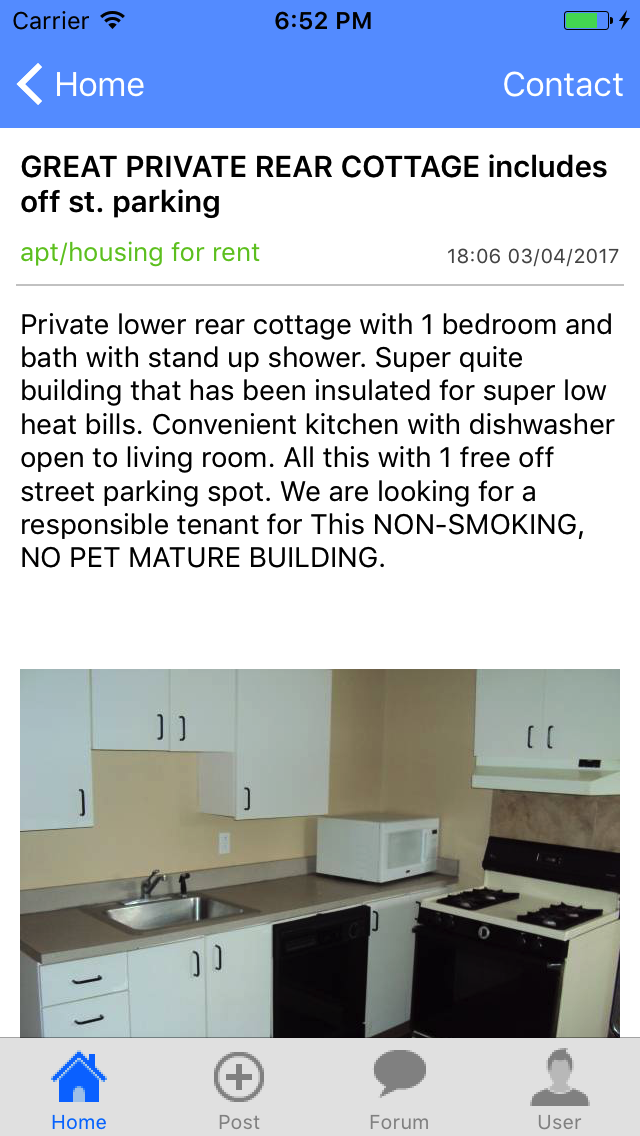 Carrier 6:52 PM
Home Contact
GREAT PRIVATE REAR COTTAGE includes
off st. parking
apt/housing for rent 18:06 03/04/2017
Private lower rear cottage with 1 bedroom and
bath with stand up shower. Super quite
building that has been insulated for super low
heat bills. Convenient kitchen with dishwasher
open to living room. All this with 1 free off
street parking spot. We are looking for a
responsible tenant for This NON-SMOKING,
NO PET MATURE BUILDING.
Home Post Forum User